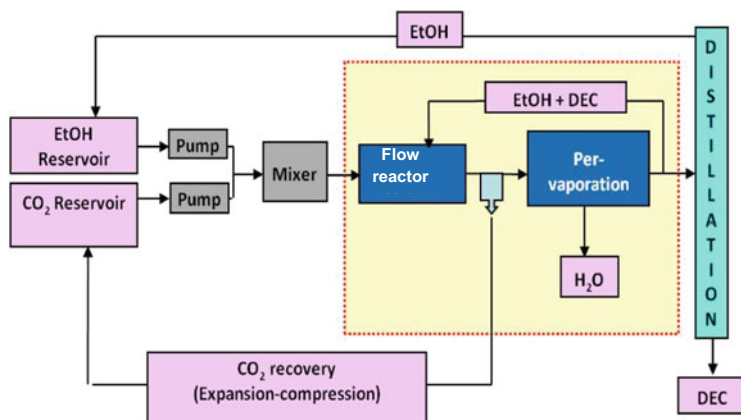 EtOH
EtOH
Reservoir
Pump
CO₂ Reservoir
Pump
Mixer
Flow
reactor
EtOH + DEC
Per-
vaporation
H₂O
DISTILLATION
CO₂ recovery
(Expansion-compression)
DEC